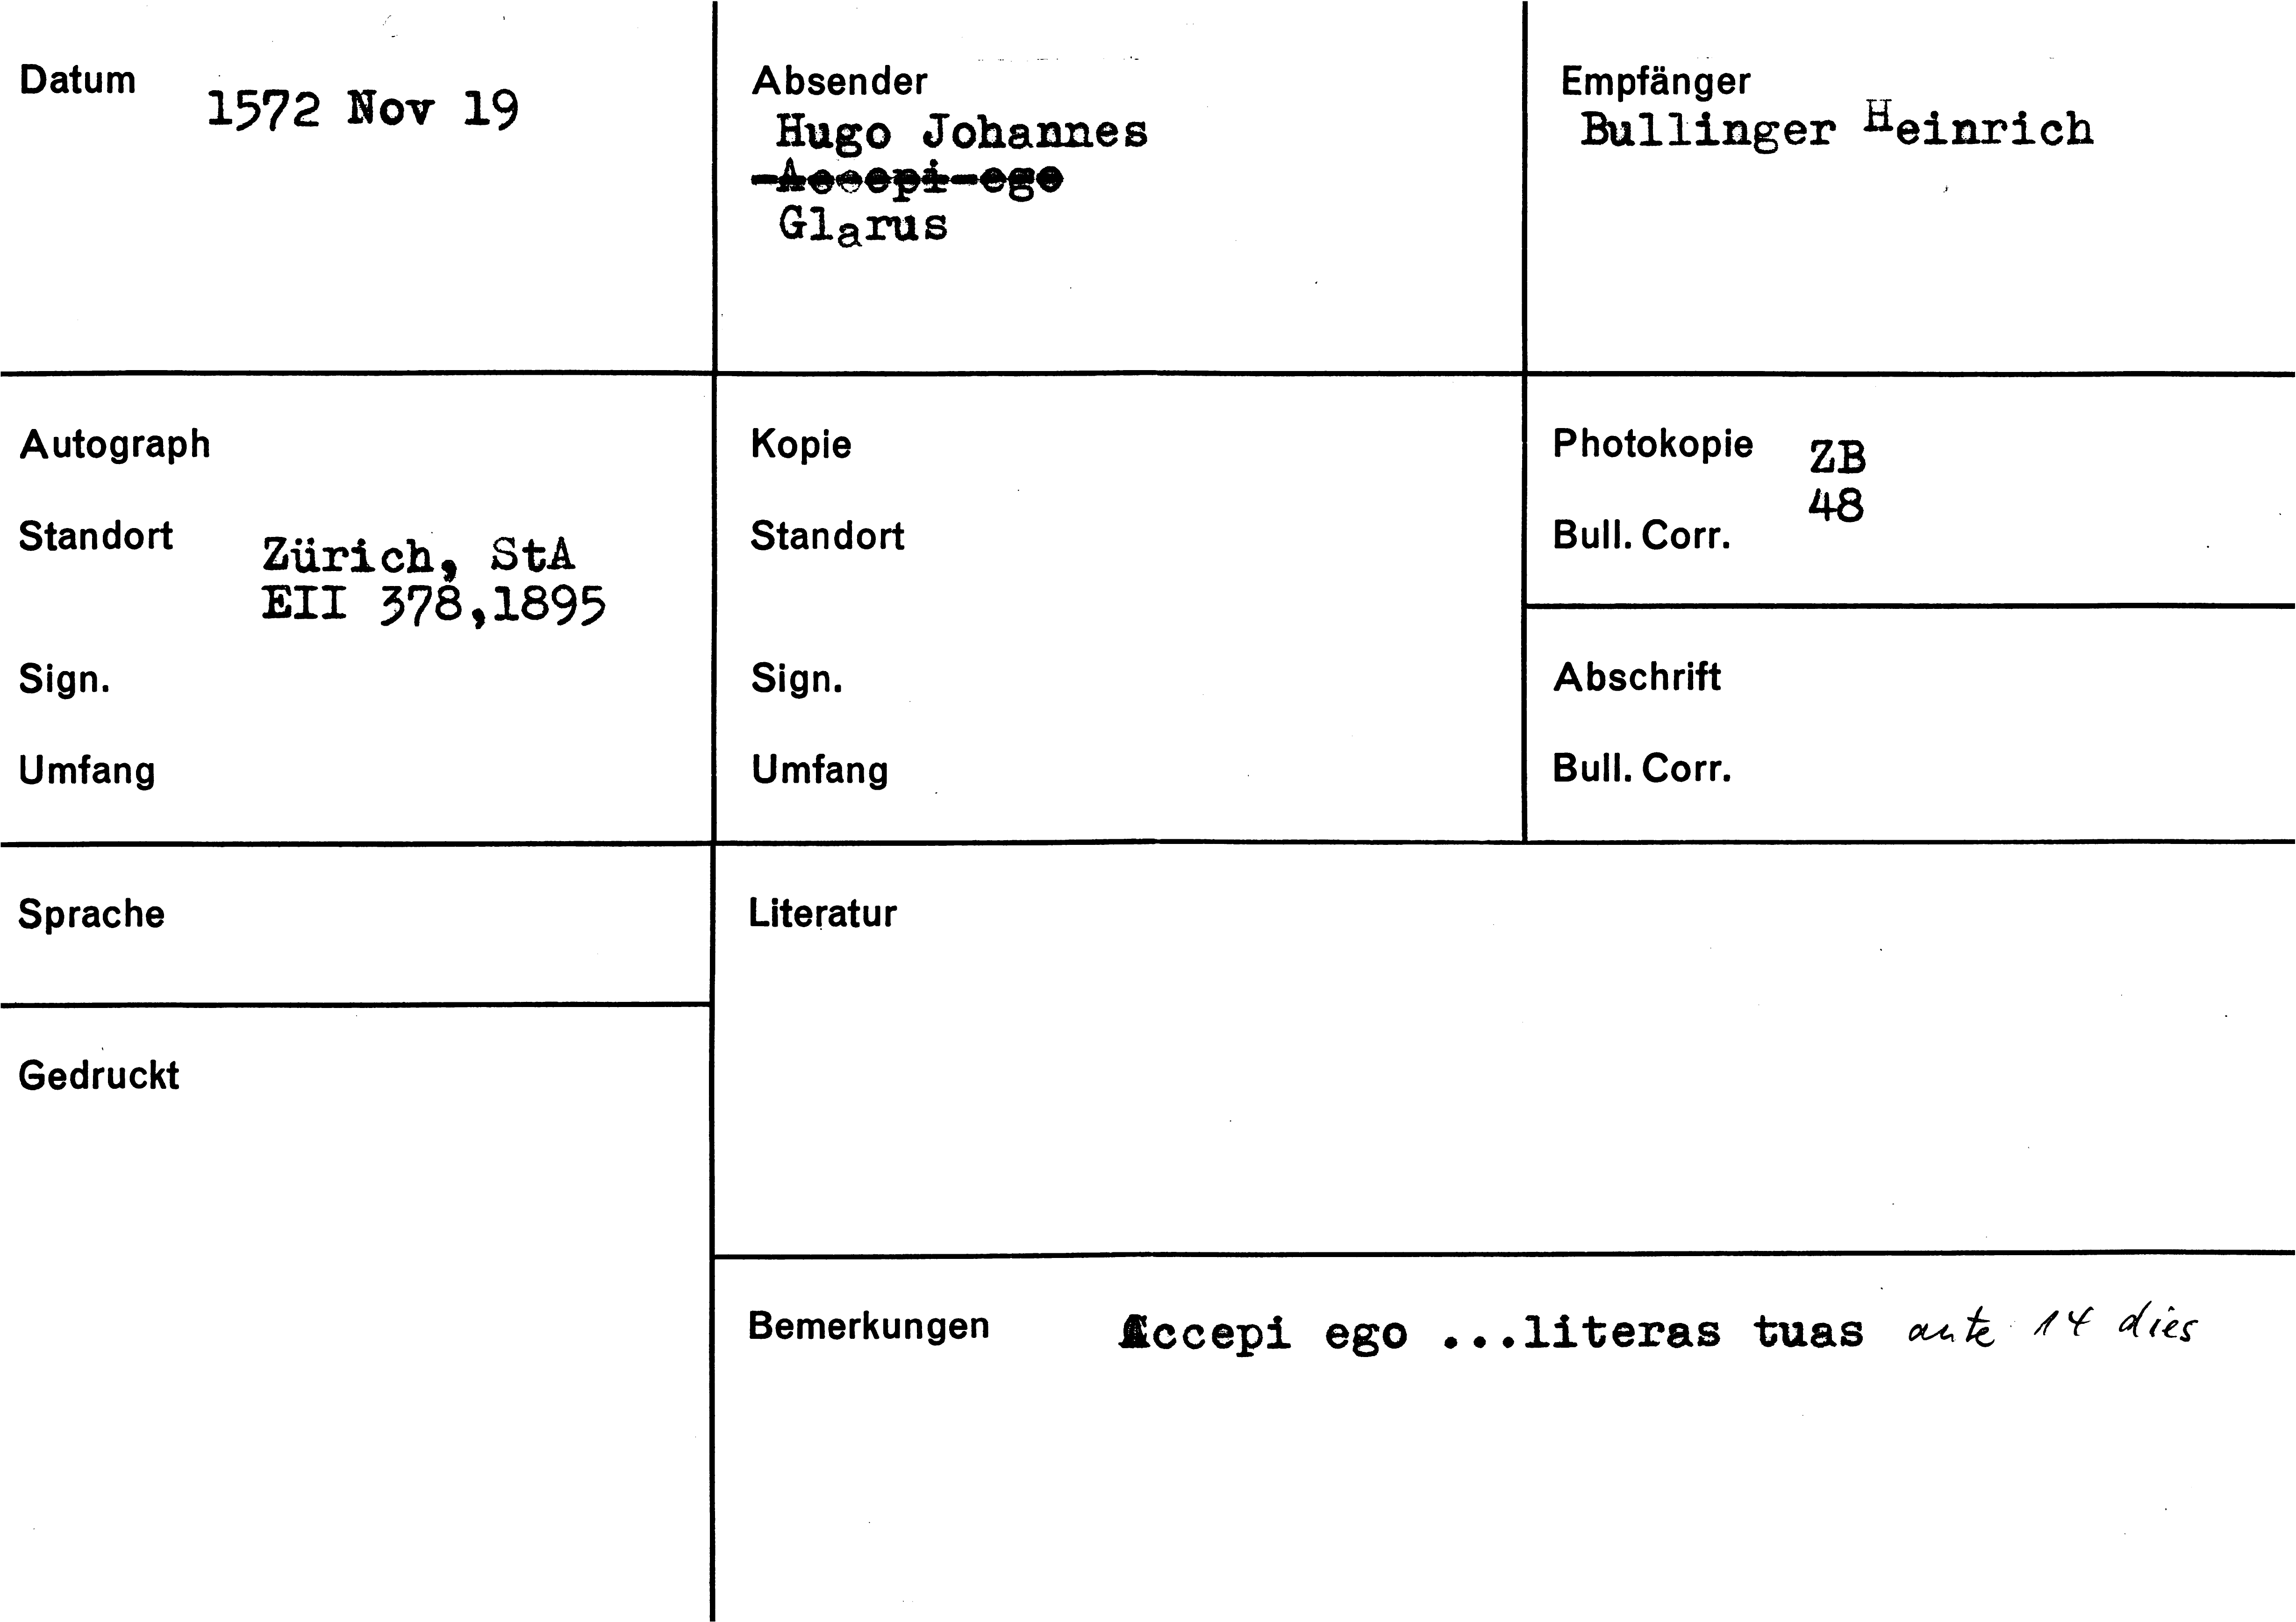 Datum 1572 Nov 19
Absender
Hugo Johannes
Accepi ego
Glarus
Empfänger
Bullinger Heinrich
Autograph
Standort Zürich, StA
EII 378,1895
Sign.
Umfang
Kopie
Standort
Sign.
Umfang
Photokopie ZB
48
Bull. Corr.
Abschrift
Bull. Corr.
Sprache
Gedruckt
Literatur
Bemerkungen Accepi ego ...literas tuas ante 14 dies